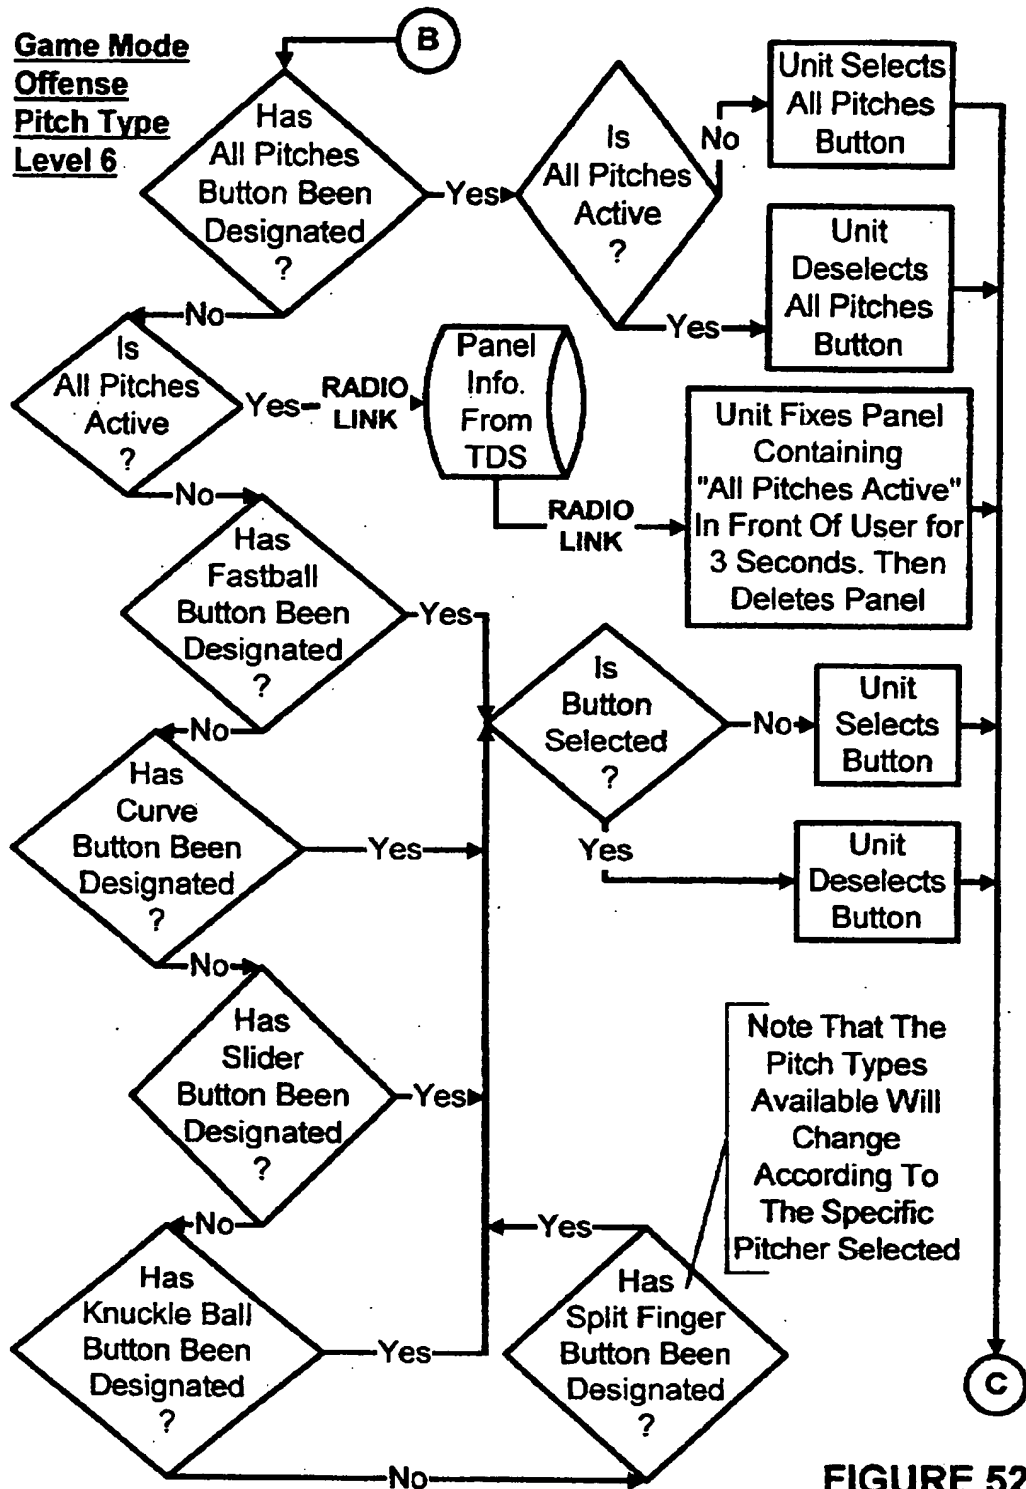 Game Mode
Offense
Pitch Type
Level 6
B
Has
All Pitches
Button Been
Designated
?
Yes
Is
All Pitches
Active
?
No
Unit Selects
All Pitches
Button
Yes
Unit
Deselects
All Pitches
Button
No
Is
All Pitches
Active
?
Yes
RADIO
LINK
Panel
Info.
From
TDS
RADIO
LINK
Unit Fixes Panel
Containing
"All Pitches Active"
In Front Of User for
3 Seconds. Then
Deletes Panel
No
Has
Fastball
Button Been
Designated
?
Yes
Is
Button
Selected
?
No
Unit
Selects
Button
Yes
Unit
Deselects
Button
No
Has
Curve
Button Been
Designated
?
Yes
No
Has
Slider
Button Been
Designated
?
Yes
No
Has
Knuckle Ball
Button Been
Designated
?
Yes
No
Has
Split Finger
Button Been
Designated
?
Yes
Note That The
Pitch Types
Available Will
Change
According To
The Specific
Pitcher Selected
C
FIGURE 52